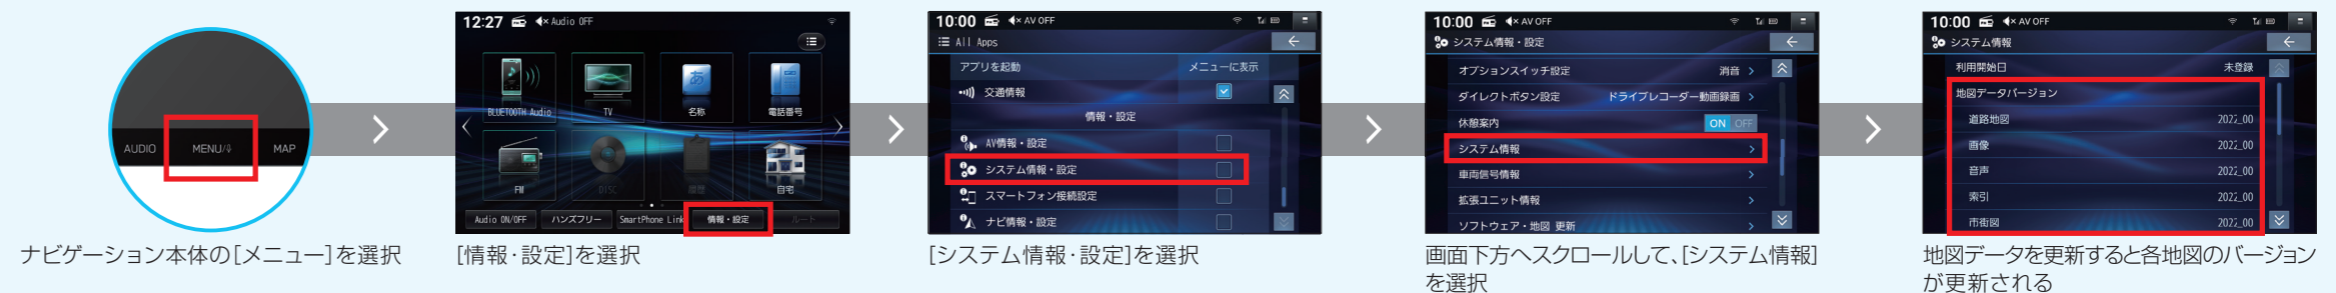 AUDIO MENU/ MAP
ナビゲーション本体の[メニュー]を選択
12:27 Audio OFF
BLUETOOTH Audio TV 名称 電話番号
FM DISC 履歴 自宅
Audio ON/OFF ハンズフリー SmartPhone Link 情報・設定 ルート
[情報・設定]を選択
10:00 AV OFF
All Apps
アプリを起動 メニューに表示
交通情報
情報・設定
AV情報・設定
システム情報・設定
スマートフォン接続設定
ナビ情報・設定
[システム情報・設定]を選択
10:00 AV OFF
システム情報・設定
オプションスイッチ設定 消音
ダイレクトボタン設定 ドライブレコーダー動画録画
休憩案内 ON OFF
システム情報
車両信号情報
拡張ユニット情報
ソフトウェア・地図 更新
画面下方へスクロールして、[システム情報]
を選択
10:00 AV OFF
システム情報
利用開始日 未登録
地図データバージョン
道路地図 2022_00
画像 2022_00
音声 2022_00
索引 2022_00
市街図 2022_00
地図データを更新すると各地図のバージョン
が更新される